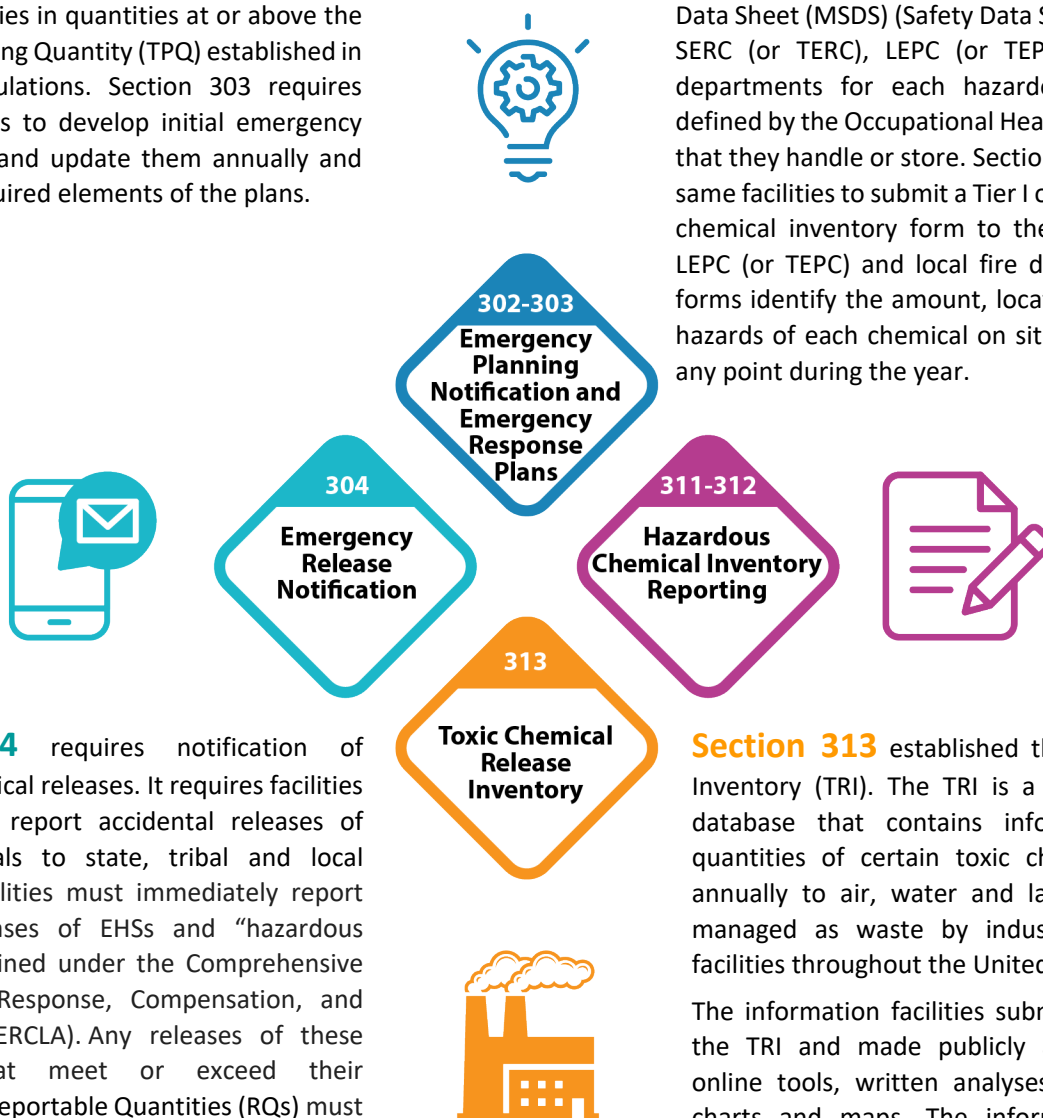 ies in quantities at or above the
ng Quantity (TPQ) established in
ulations. Section 303 requires
s to develop initial emergency
and update them annually and
uired elements of the plans.
Data Sheet (MSDS) (Safety Data S
SERC (or TERC), LEPC (or TEP
departments for each hazard
defined by the Occupational Hea
that they handle or store. Section
same facilities to submit a Tier I o
chemical inventory form to the
LEPC (or TEPC) and local fire d
forms identify the amount, locat
hazards of each chemical on sit
any point during the year.
302-303
Emergency
Planning
Notification and
Emergency
Response
Plans
304
Emergency
Release
Notification
311-312
Hazardous
Chemical Inventory
Reporting
313
Toxic Chemical
Release
Inventory
4 requires notification of
ical releases. It requires facilities
report accidental releases of
als to state, tribal and local
lities must immediately report
ases of EHSs and “hazardous
ined under the Comprehensive
Response, Compensation, and
ERCLA). Any releases of these
at meet or exceed their
eportable Quantities (RQs) must
Section 313 established th
Inventory (TRI). The TRI is a
database that contains info
quantities of certain toxic ch
annually to air, water and la
managed as waste by indus
facilities throughout the United
The information facilities subr
the TRI and made publicly
online tools, written analyses
charts and maps. The inforr